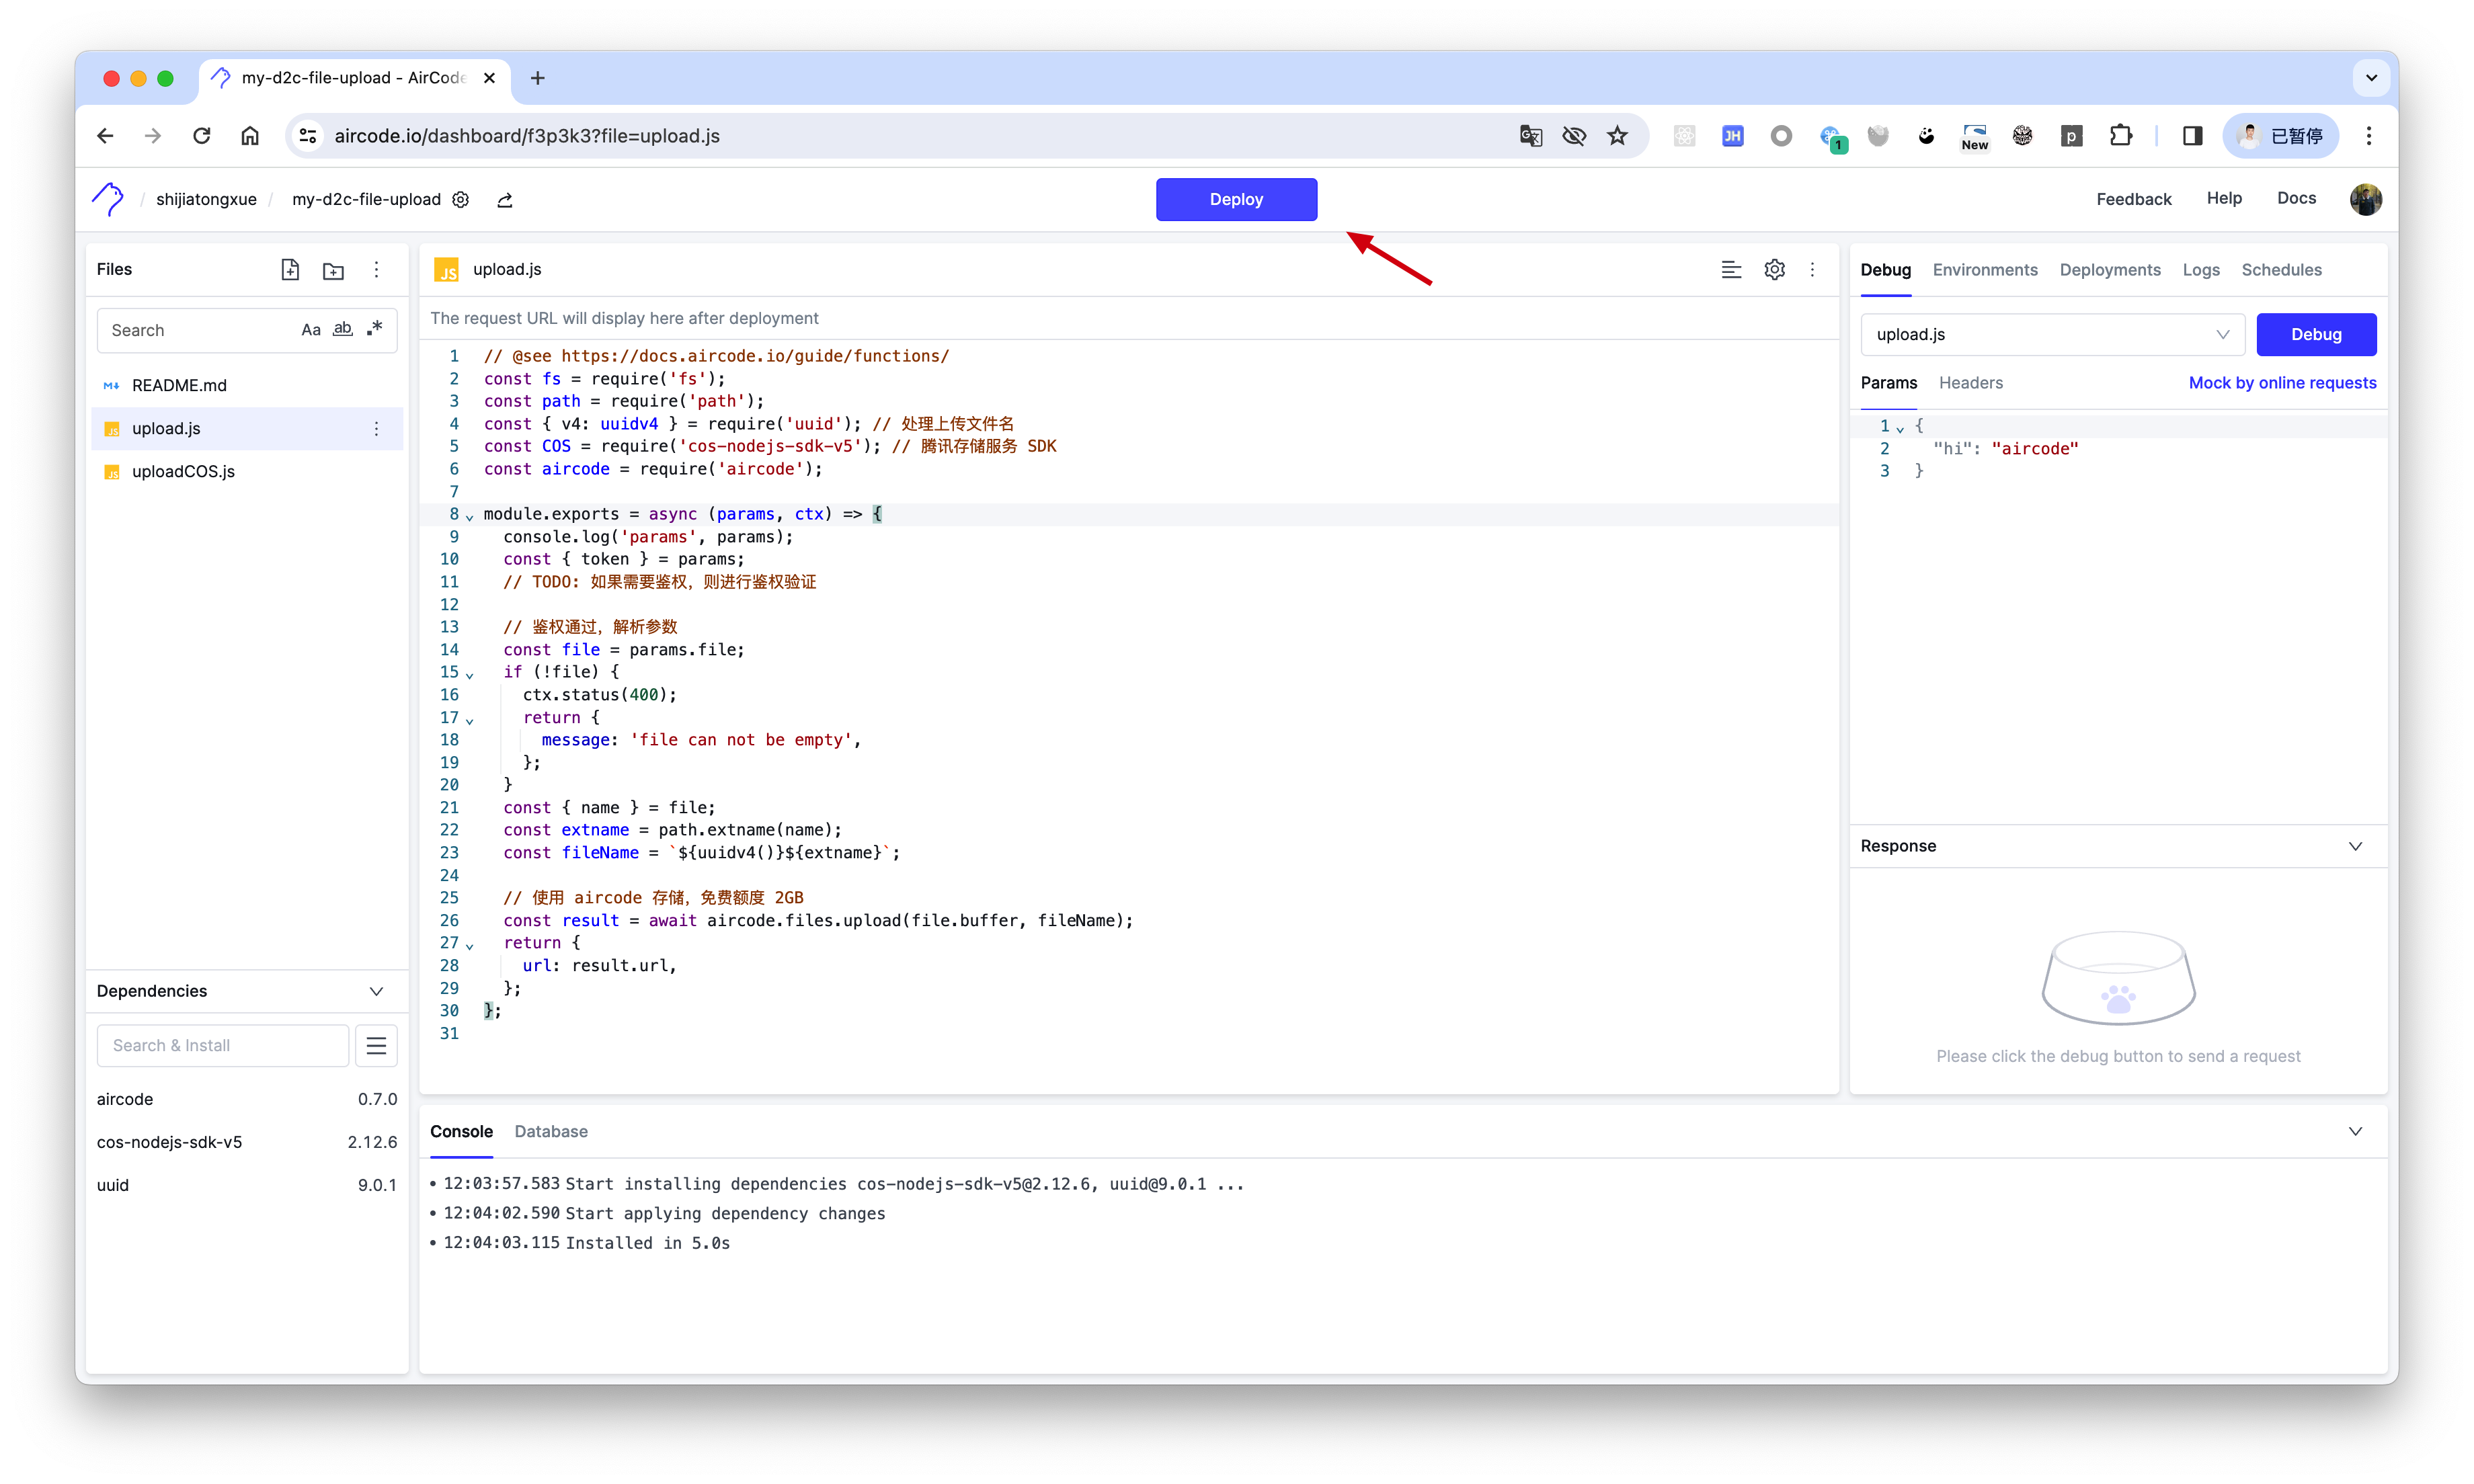 my-d2c-file-upload - AirCode
aircode.io/dashboard/f3p3k3?file=upload.js
JH
1
New
p
已暂停
/ shijiatongxue / my-d2c-file-upload
Deploy
Feedback
Help
Docs
Files
Search
Aa
ab
.*
README.md
JS upload.js
JS uploadCOS.js
Dependencies
Search & Install
aircode 0.7.0
cos-nodejs-sdk-v5 2.12.6
uuid 9.0.1
JS upload.js
The request URL will display here after deployment
1 // @see https://docs.aircode.io/guide/functions/
2 const fs = require('fs');
3 const path = require('path');
4 const { v4: uuidv4 } = require('uuid'); // 处理上传文件名
5 const COS = require('cos-nodejs-sdk-v5'); // 腾讯存储服务 SDK
6 const aircode = require('aircode');
7
8 module.exports = async (params, ctx) => {
9 console.log('params', params);
10 const { token } = params;
11 // TODO: 如果需要鉴权，则进行鉴权验证
12
13 // 鉴权通过，解析参数
14 const file = params.file;
15 if (!file) {
16 ctx.status(400);
17 return {
18 message: 'file can not be empty',
19 };
20 }
21 const { name } = file;
22 const extname = path.extname(name);
23 const fileName = `${uuidv4()}${extname}`;
24
25 // 使用 aircode 存储，免费额度 2GB
26 const result = await aircode.files.upload(file.buffer, fileName);
27 return {
28 url: result.url,
29 };
30 };
31
Debug Environments Deployments Logs Schedules
upload.js
Debug
Params Headers Mock by online requests
1 {
2 "hi": "aircode"
3 }
Response
Please click the debug button to send a request
Console Database
• 12:03:57.583 Start installing dependencies cos-nodejs-sdk-v5@2.12.6, uuid@9.0.1 ...
• 12:04:02.590 Start applying dependency changes
• 12:04:03.115 Installed in 5.0s